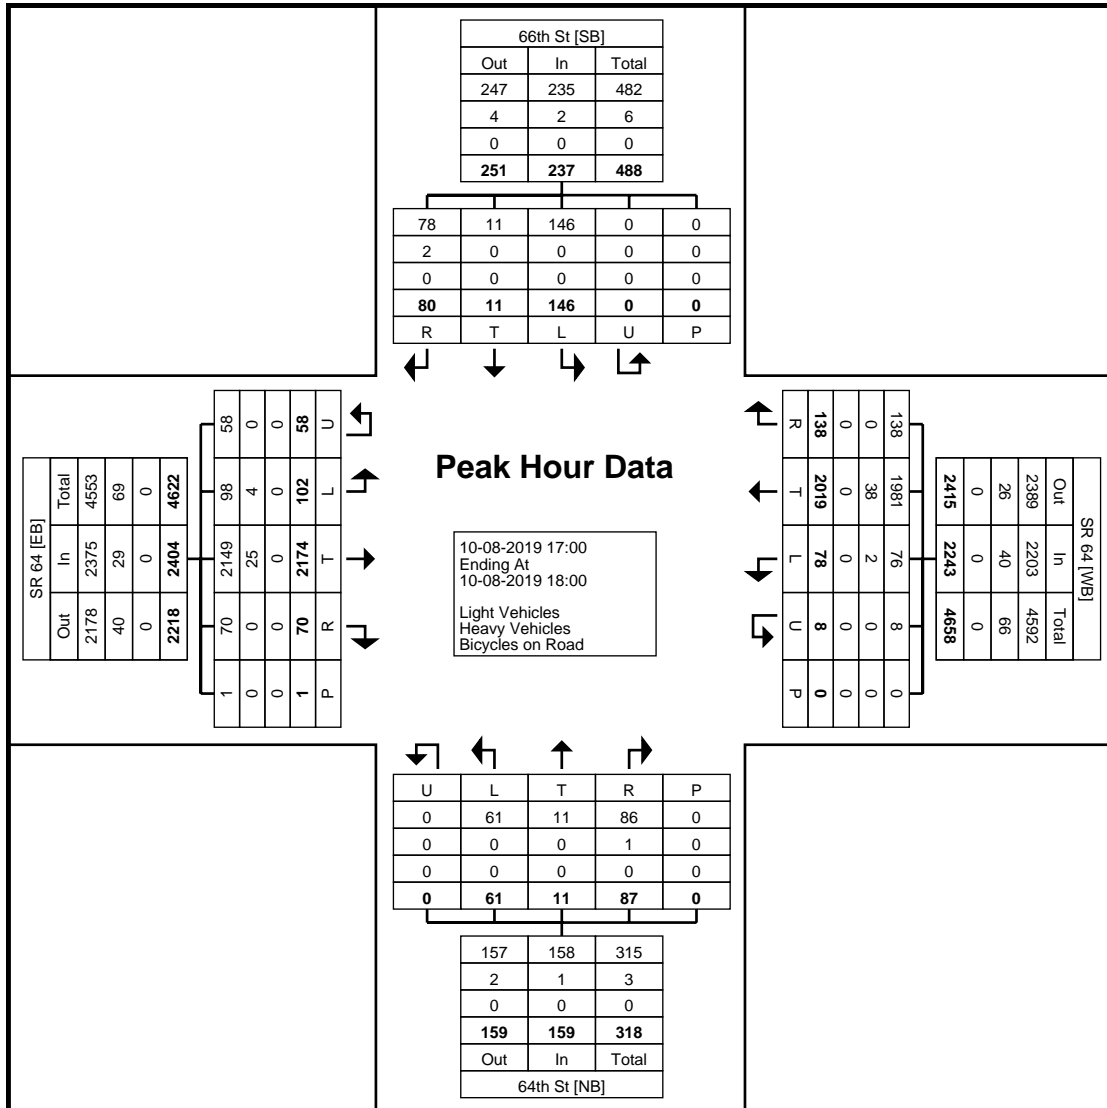 66th St [SB]
Out In Total
247 235 482
4 2 6
0 0 0
251 237 488
78 11 146 0 0
2 0 0 0 0
0 0 0 0 0
80 11 146 0 0
R T L U P
SR 64 [EB]
Total In Out
4553 2375 2178
69 29 40
0 0 0
4622 2404 2218
58 98 2149 70 1
0 4 25 0 0
0 0 0 0 0
58 102 2174 70 1
U L T R P
Peak Hour Data
10-08-2019 17:00
Ending At
10-08-2019 18:00
Light Vehicles
Heavy Vehicles
Bicycles on Road
R T L U P
138 2019 78 8 0
0 0 0 0 0
0 38 2 0 0
138 1981 76 8 0
2415 2243 4658
0 0 0
26 40 66
2389 2203 4592
Out In Total
SR 64 [WB]
U L T R P
0 61 11 86 0
0 0 0 1 0
0 0 0 0 0
0 61 11 87 0
157 158 315
2 1 3
0 0 0
159 159 318
Out In Total
64th St [NB]